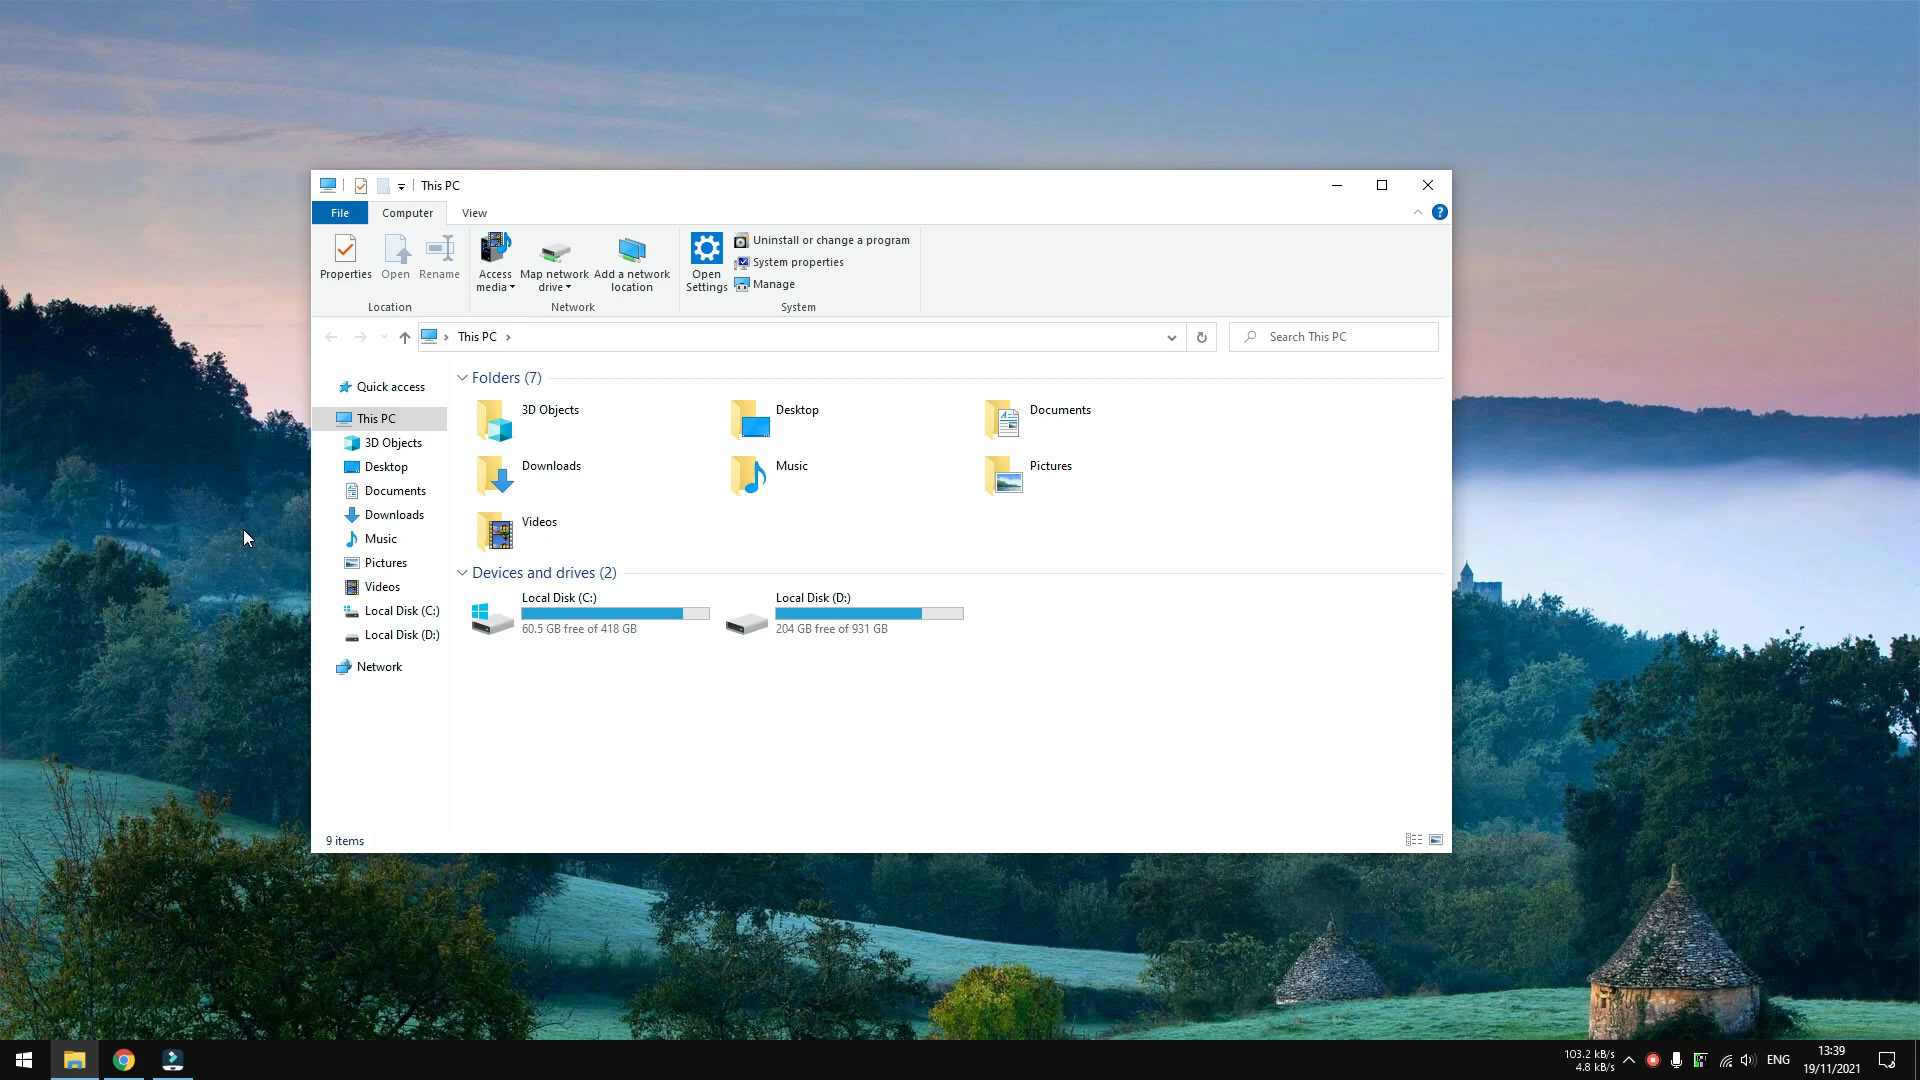 This PC
File Computer View
Uninstall or change a program
System properties
Manage
Properties Open Rename
Access media
Map network drive
Add a network location
Open Settings
Location Network System
This PC
Search This PC
Quick access
This PC
3D Objects
Desktop
Documents
Downloads
Music
Pictures
Videos
Local Disk (C:)
Local Disk (D:)
Network
Folders (7)
3D Objects
Desktop
Documents
Downloads
Music
Pictures
Videos
Devices and drives (2)
Local Disk (C:)
60.5 GB free of 418 GB
Local Disk (D:)
204 GB free of 931 GB
9 items
103.2 kB/s
4.8 kB/s
ENG
13:39
19/11/2021